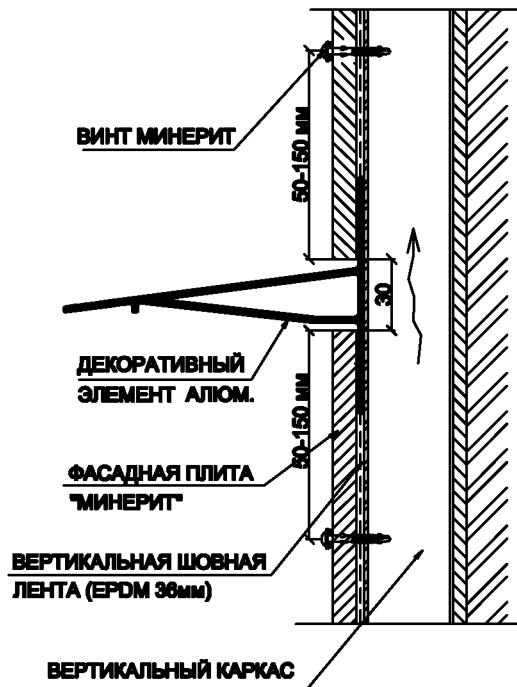 ВИНТ МИНЕРИТ
50-150 мм
30
ДЕКОРАТИВНЫЙ
ЭЛЕМЕНТ АЛЮМ.
50-150 мм
ФАСАДНАЯ ПЛИТА
"МИНЕРИТ"
ВЕРТИКАЛЬНАЯ ШОВНАЯ
ЛЕНТА (EPDM 36мм)
ВЕРТИКАЛЬНЫЙ КАРКАС